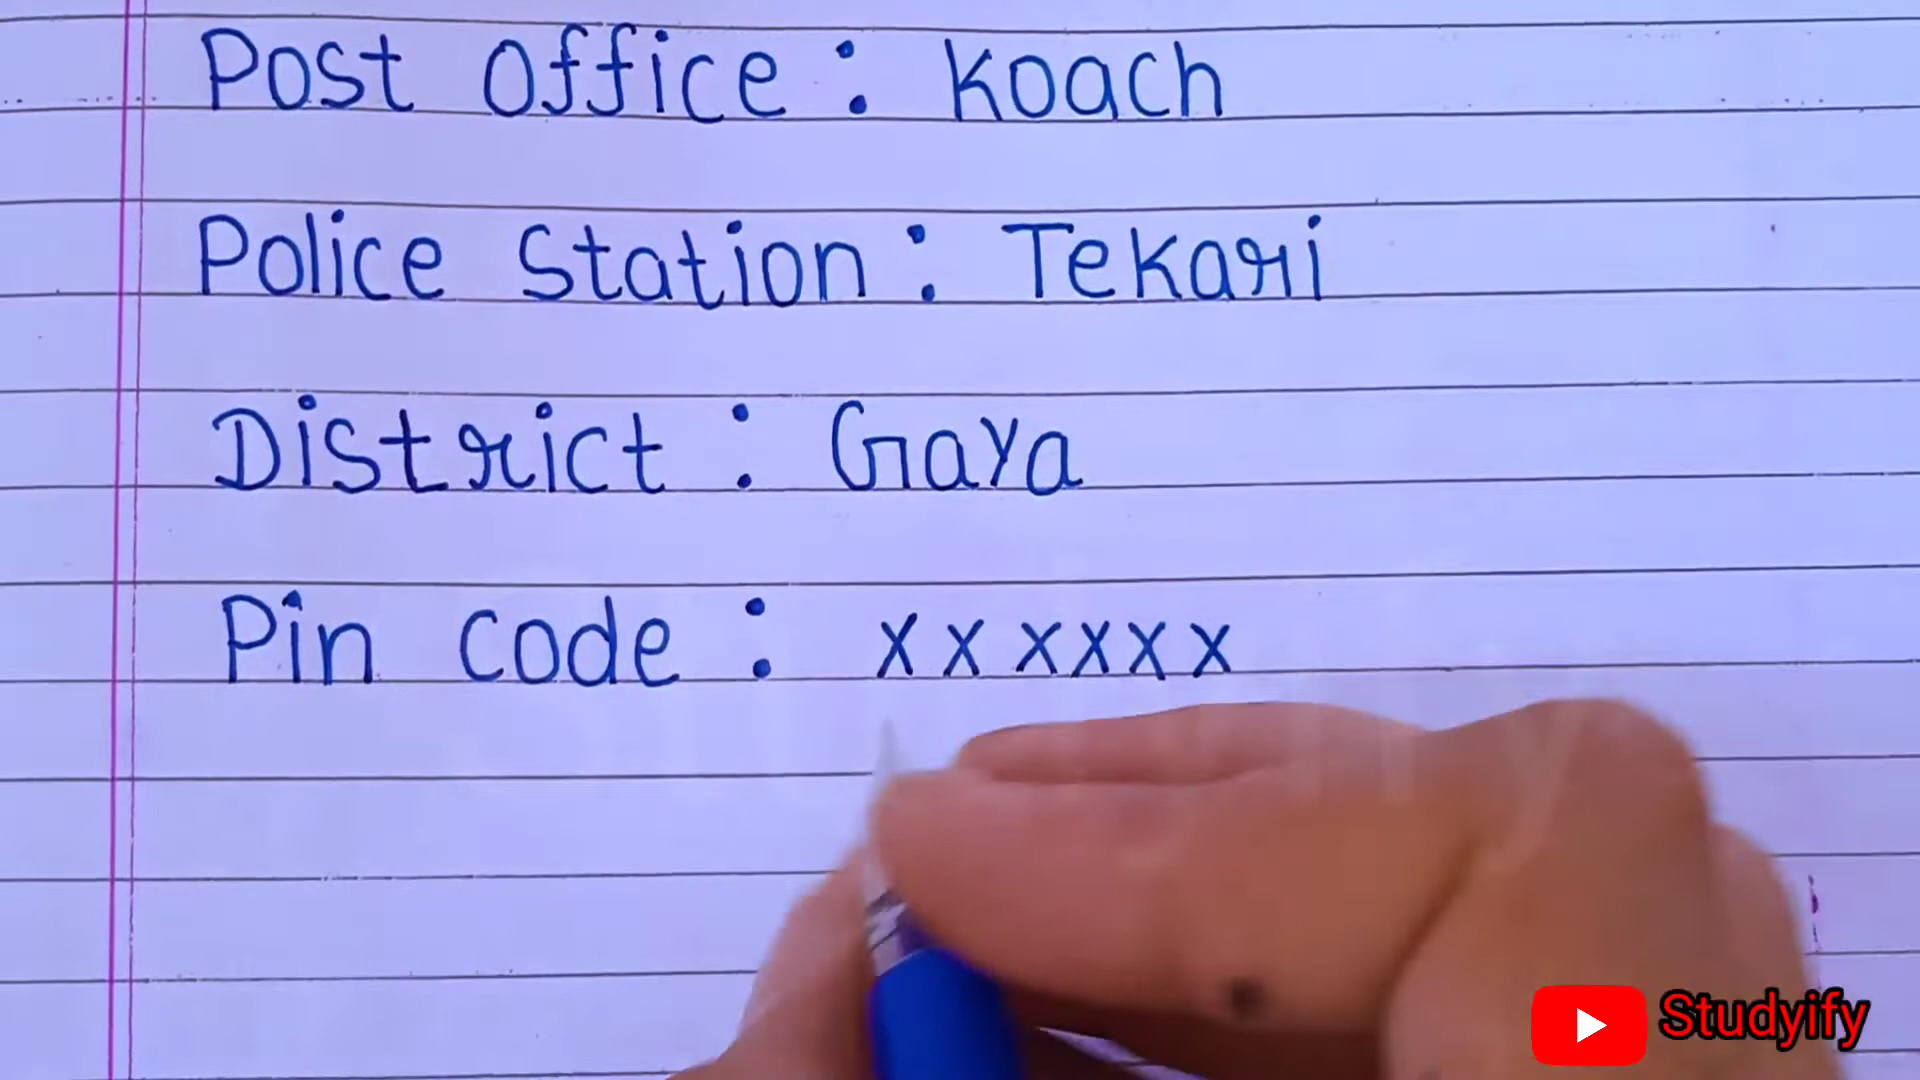 Post Office : Koach
Police Station : Tekari
District : Gaya
Pin Code : xxxxxx
Studyify